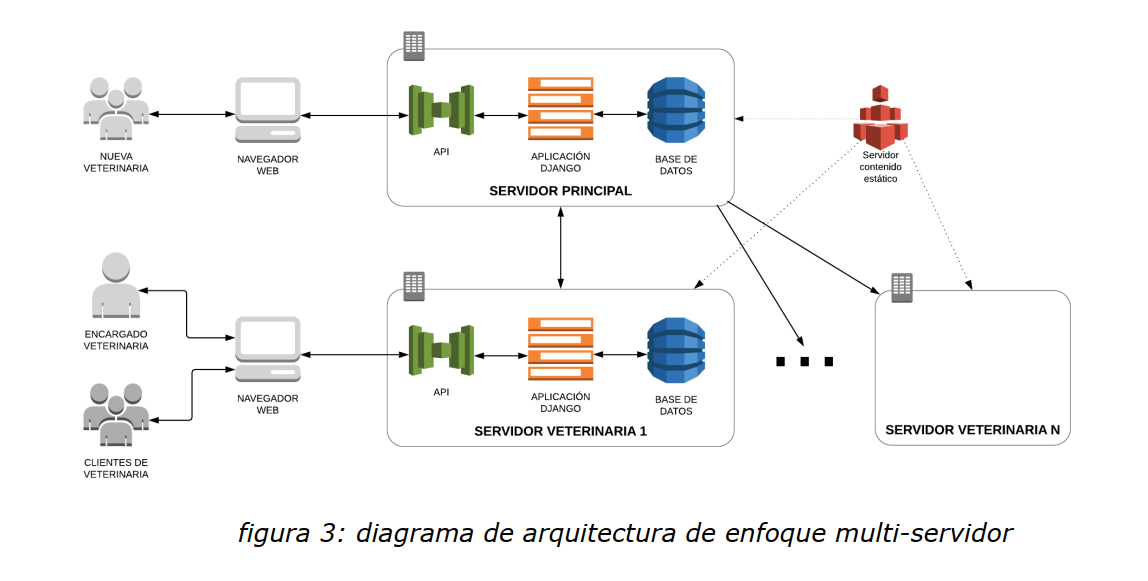 NUEVA
VETERINARIA
NAVEGADOR
WEB
API
APLICACIÓN
DJANGO
BASE DE
DATOS
SERVIDOR PRINCIPAL
Servidor
contenido
estático
ENCARGADO
VETERINARIA
CLIENTES DE
VETERINARIA
NAVEGADOR
WEB
API
APLICACIÓN
DJANGO
BASE DE
DATOS
SERVIDOR VETERINARIA 1
SERVIDOR VETERINARIA N
figura 3: diagrama de arquitectura de enfoque multi-servidor